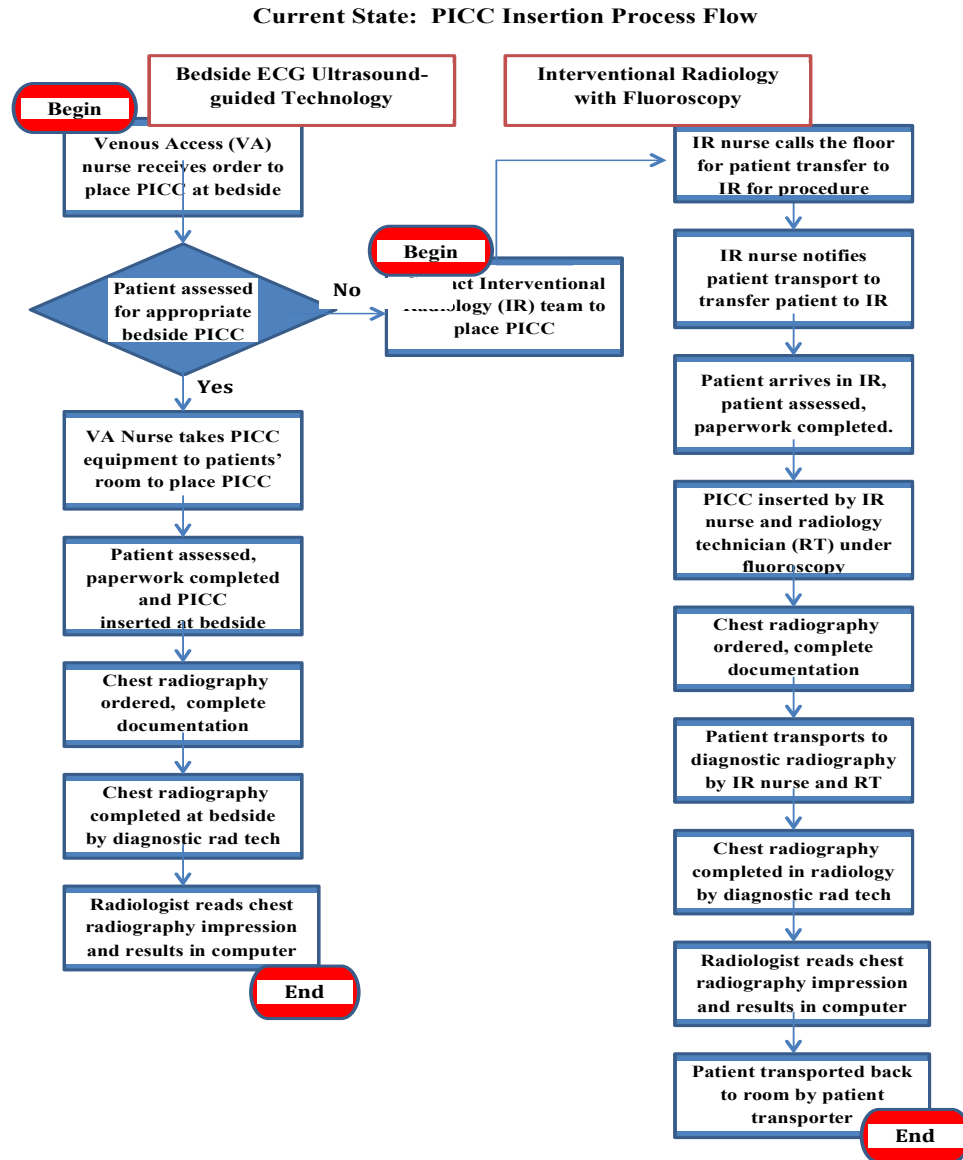 Current State: PICC Insertion Process Flow
Bedside ECG Ultrasound-
guided Technology
Interventional Radiology
with Fluoroscopy
Begin
Venous Access (VA)
nurse receives order to
place PICC at bedside
Patient assessed
for appropriate
bedside PICC
No
Yes
VA Nurse takes PICC
equipment to patients’
room to place PICC
Patient assessed,
paperwork completed
and PICC
inserted at bedside
Chest radiography
ordered, complete
documentation
Chest radiography
completed at bedside
by diagnostic rad tech
Radiologist reads chest
radiography impression
and results in computer
End
Begin
Interventional
(IR) team to
place PICC
IR nurse calls the floor
for patient transfer to
IR for procedure
IR nurse notifies
patient transport to
transfer patient to IR
Patient arrives in IR,
patient assessed,
paperwork completed.
PICC inserted by IR
nurse and radiology
technician (RT) under
fluoroscopy
Chest radiography
ordered, complete
documentation
Patient transports to
diagnostic radiography
by IR nurse and RT
Chest radiography
completed in radiology
by diagnostic rad tech
Radiologist reads chest
radiography impression
and results in computer
Patient transported back
to room by patient
transporter
End